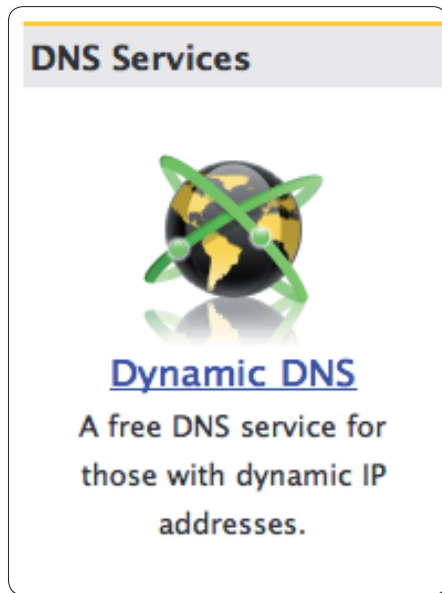 DNS Services
Dynamic DNS
A free DNS service for
those with dynamic IP
addresses.